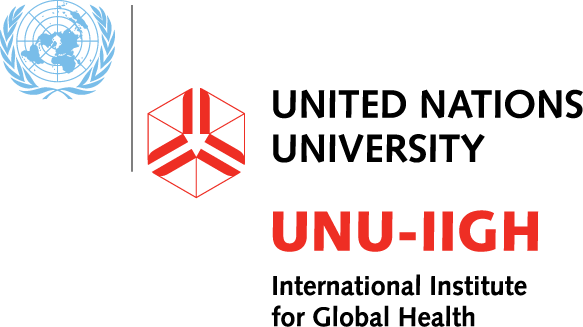 UNITED NATIONS
UNIVERSITY
UNU-IIGH
International Institute
for Global Health